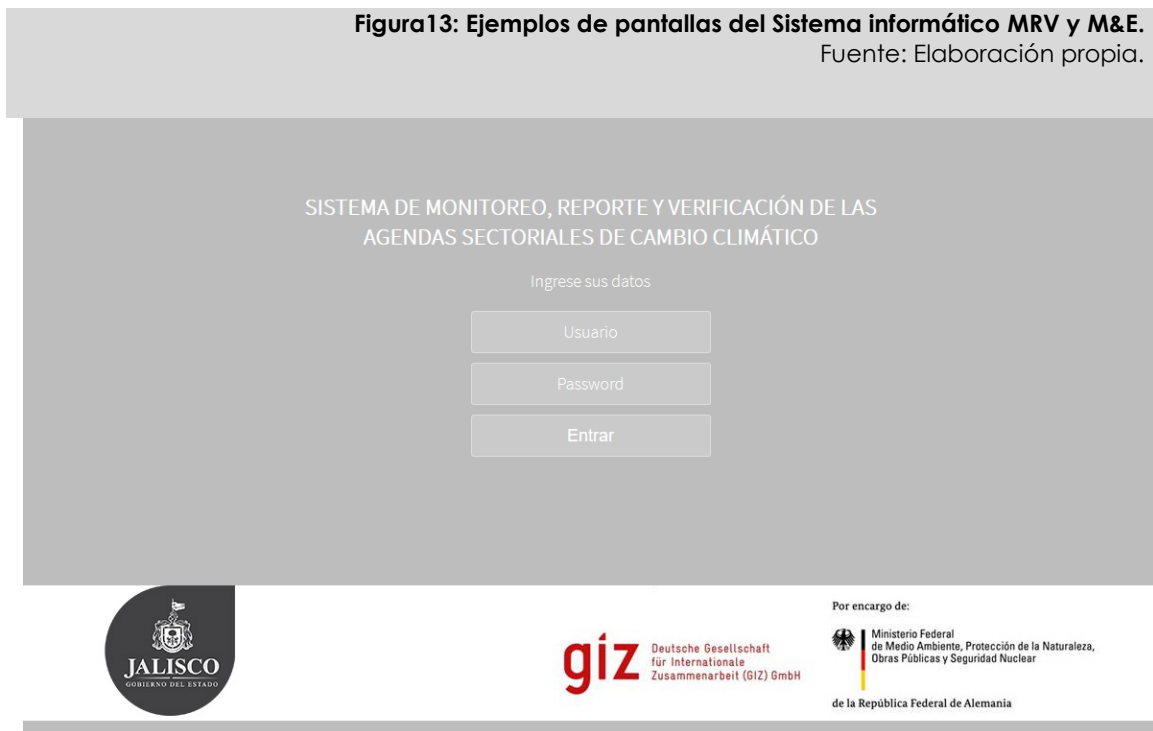 Figura13: Ejemplos de pantallas del Sistema informático MRV y M&E.
Fuente: Elaboración propia.
SISTEMA DE MONITOREO, REPORTE Y VERIFICACIÓN DE LAS
AGENDAS SECTORIALES DE CAMBIO CLIMÁTICO
Ingrese sus datos
Usuario
Password
Entrar
JALISCO
GOBIERNO DEL ESTADO
giz
Deutsche Gesellschaft
für Internationale
Zusammenarbeit (GIZ) GmbH
Por encargo de:
Ministerio Federal
de Medio Ambiente, Protección de la Naturaleza,
Obras Públicas y Seguridad Nuclear
de la República Federal de Alemania